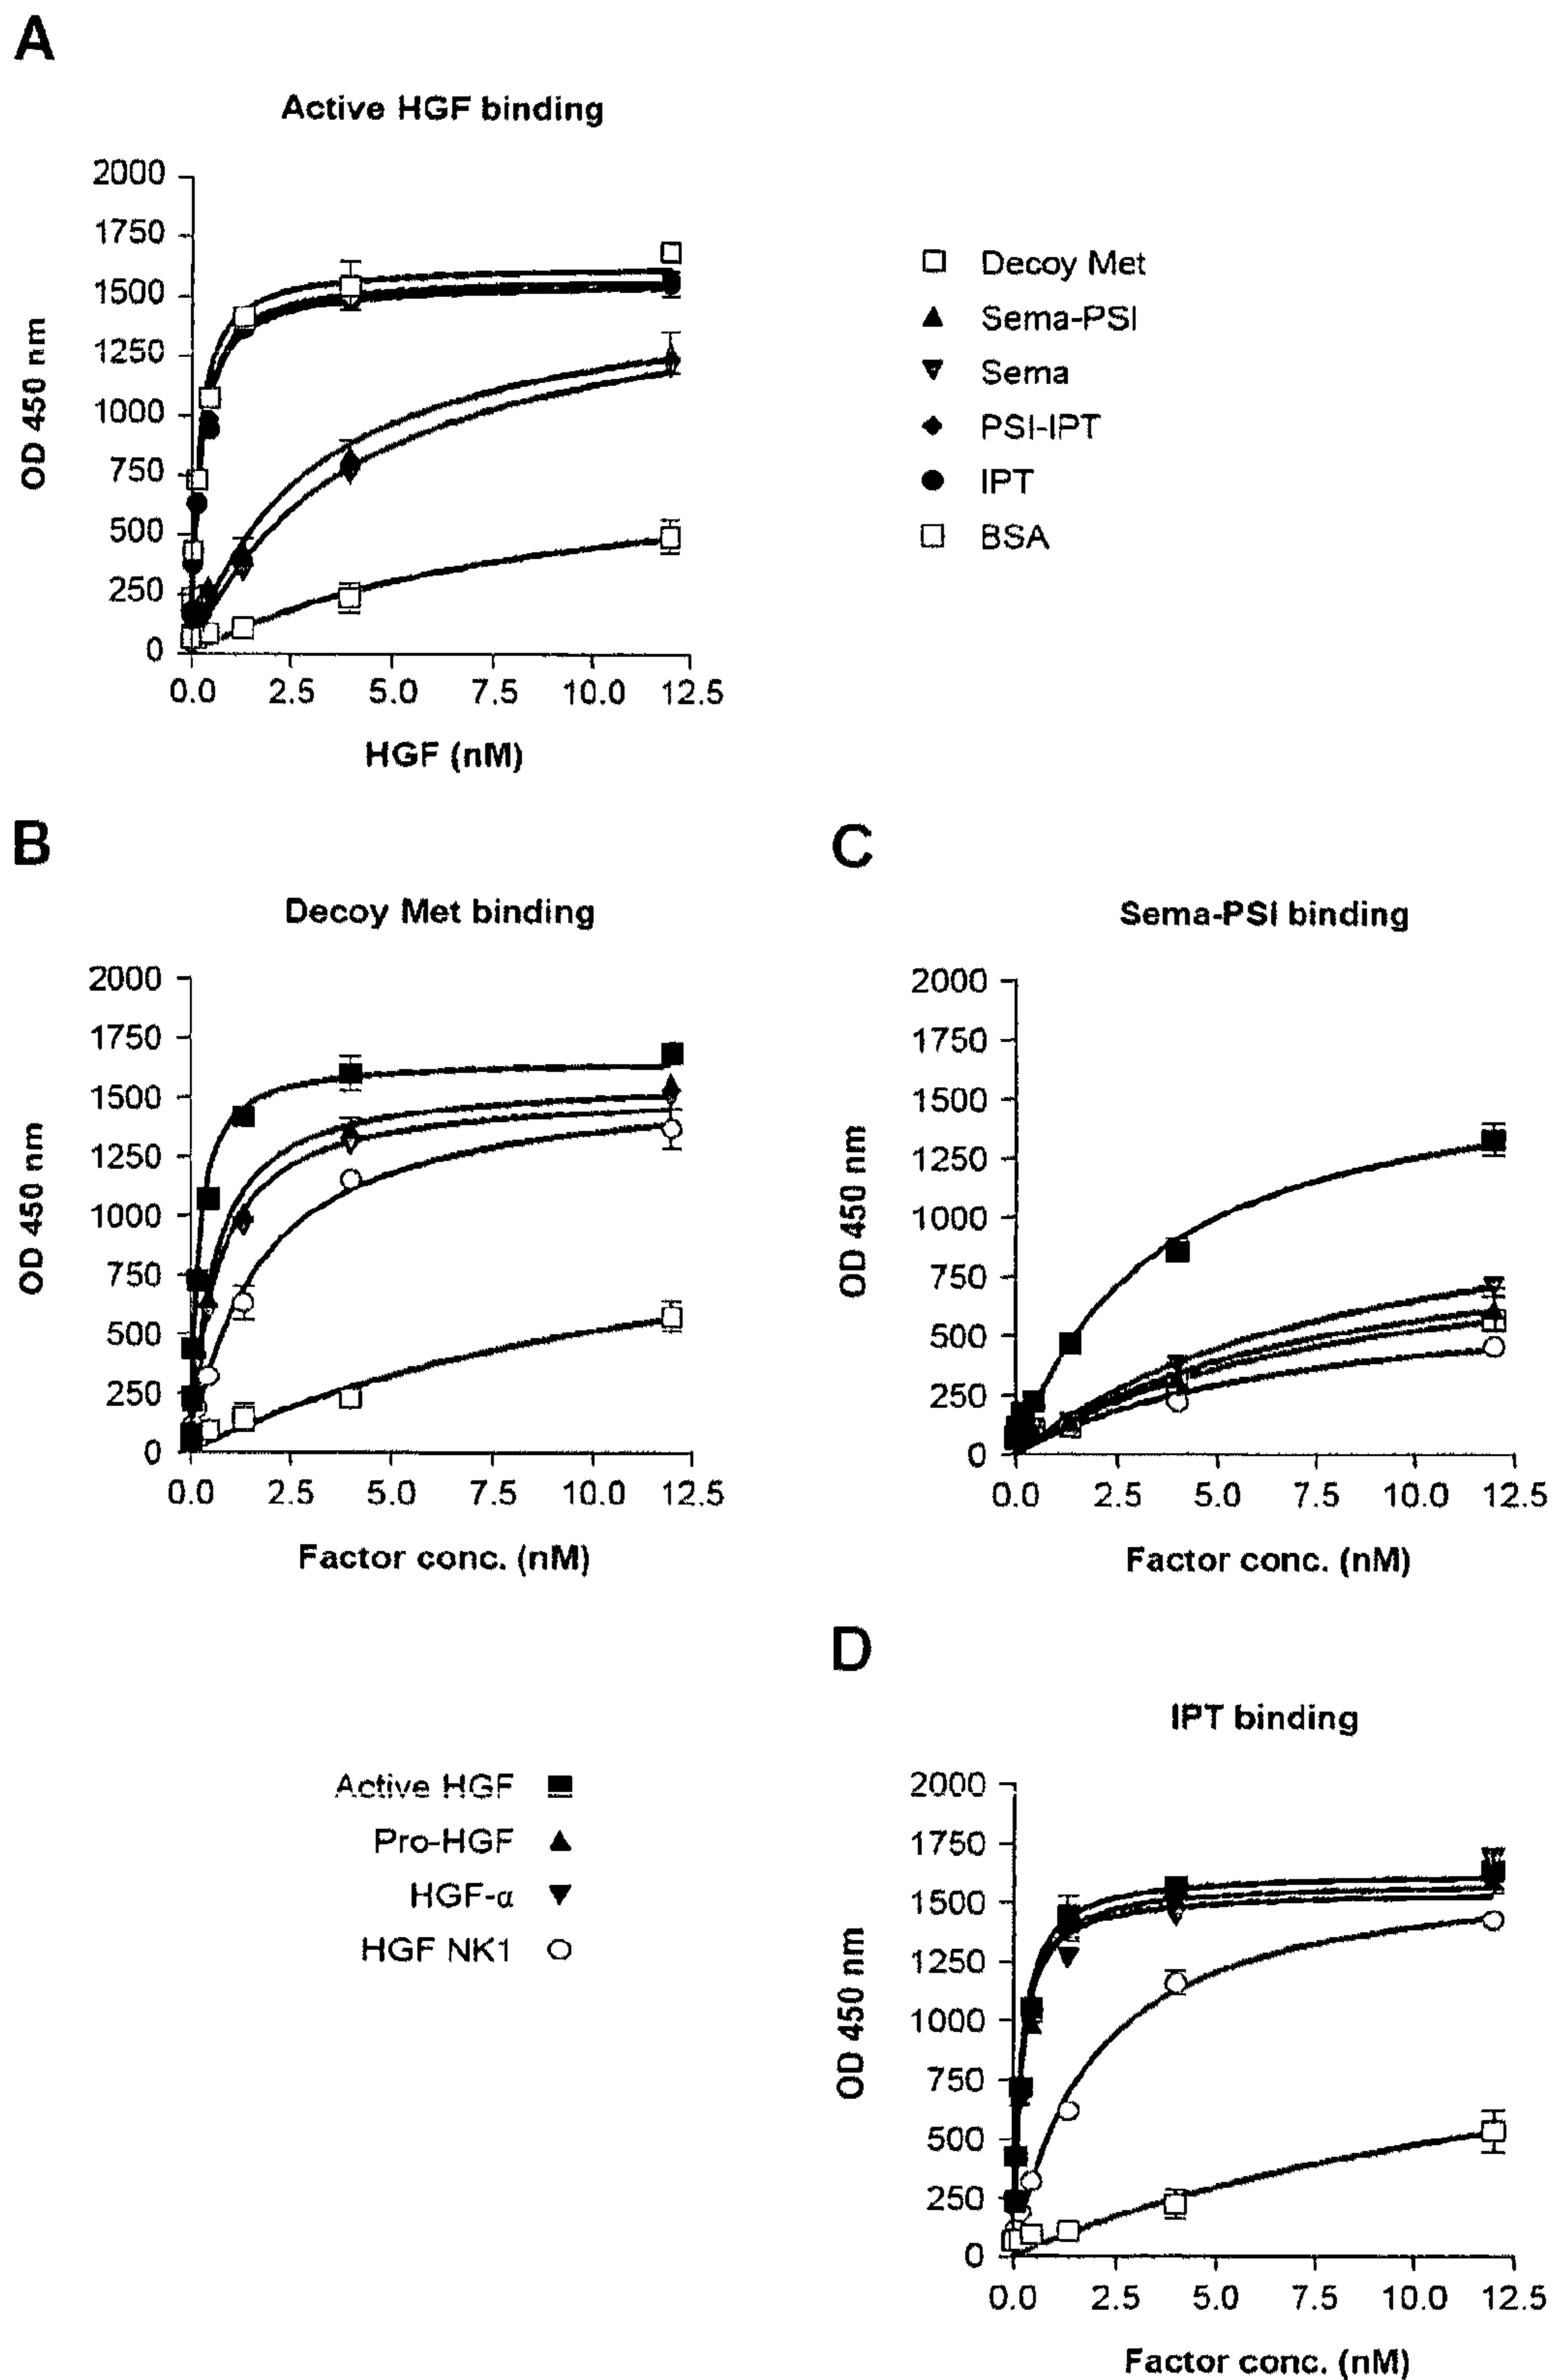 A
Active HGF binding
2000
1750
1500
1250
1000
750
500
250
0
OD 450 nm
0.0 2.5 5.0 7.5 10.0 12.5
HGF (nM)
Decoy Met
Sema-PSI
Sema
PSI-IPT
IPT
BSA
B
Decoy Met binding
2000
1750
1500
1250
1000
750
500
250
0
OD 450 nm
0.0 2.5 5.0 7.5 10.0 12.5
Factor conc. (nM)
C
Sema-PSI binding
2000
1750
1500
1250
1000
750
500
250
0
OD 450 nm
0.0 2.5 5.0 7.5 10.0 12.5
Factor conc. (nM)
Active HGF
Pro-HGF
HGF-α
HGF NK1
D
IPT binding
2000
1750
1500
1250
1000
750
500
250
0
OD 450 nm
0.0 2.5 5.0 7.5 10.0 12.5
Factor conc. (nM)